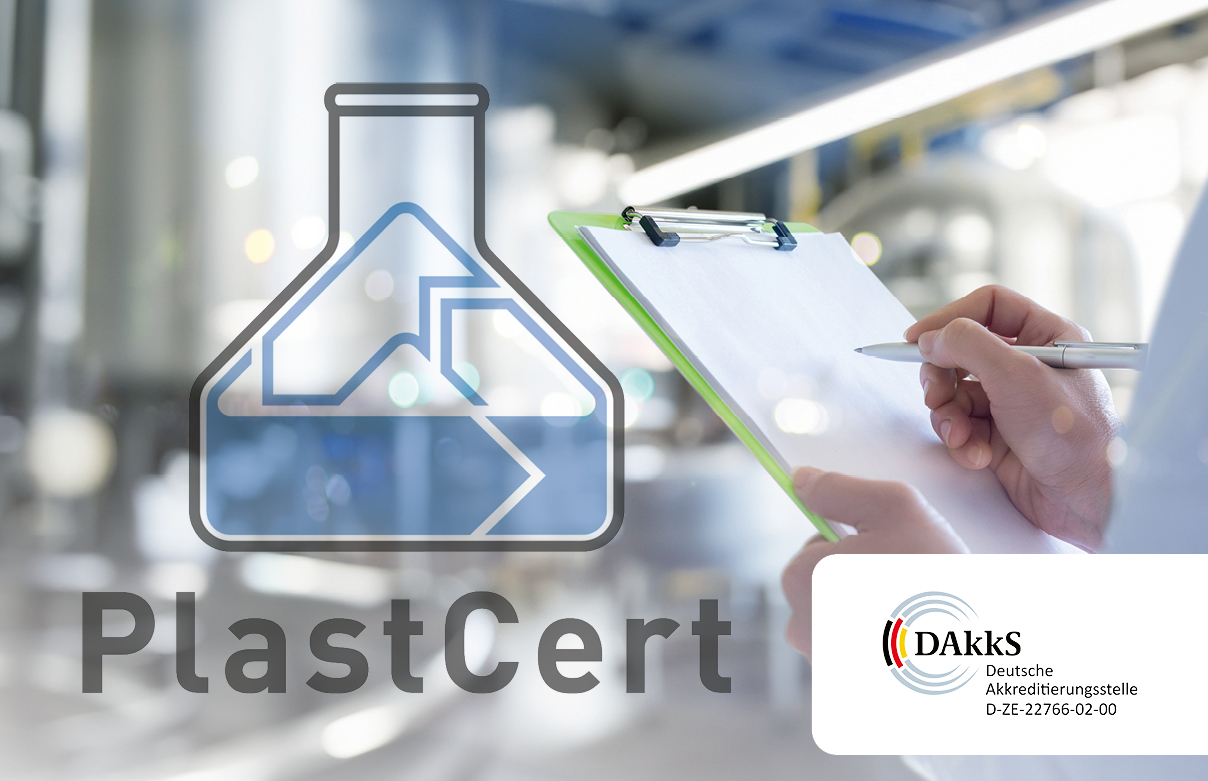 PlastCert
DAkkS
Deutsche
Akkreditierungsstelle
D-ZE-22766-02-00